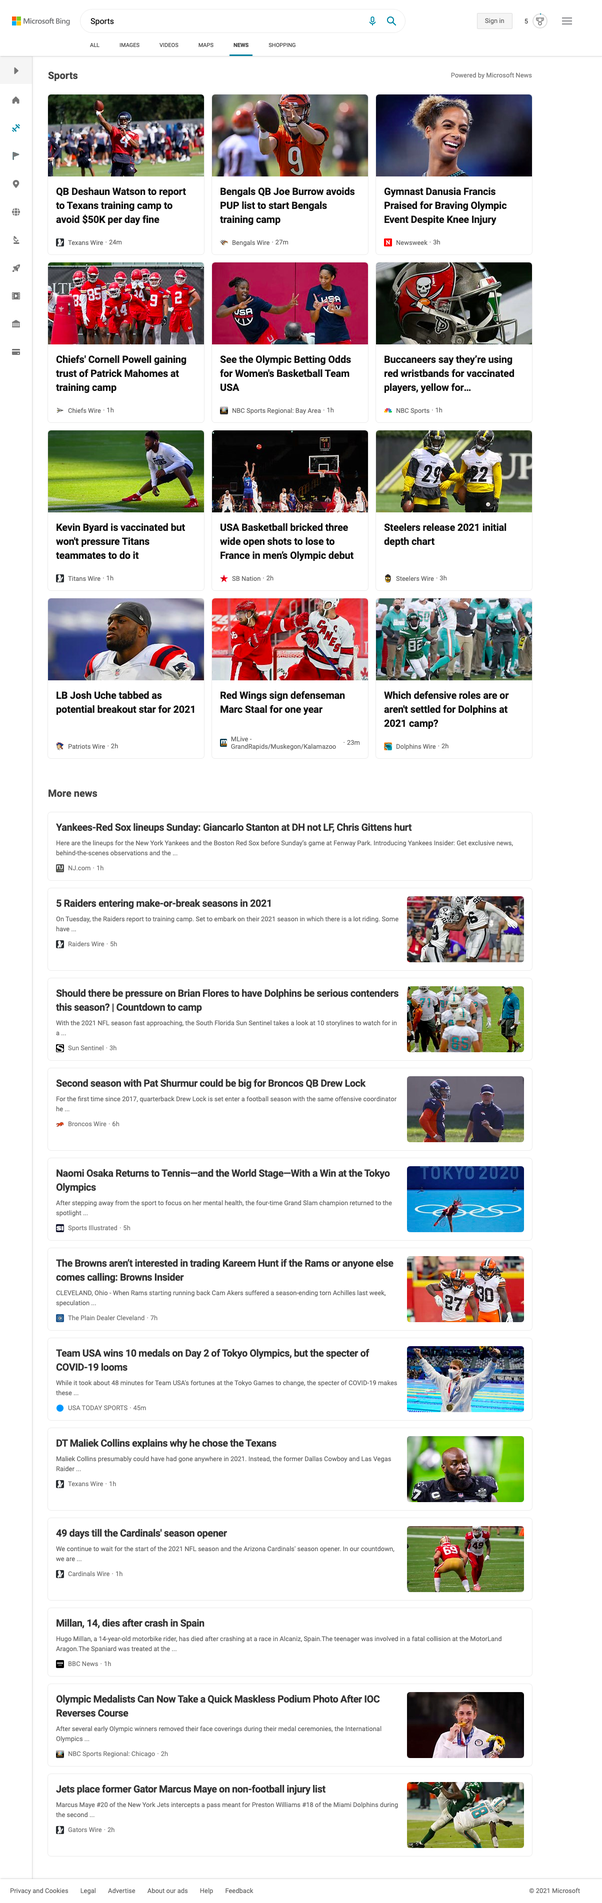 Microsoft Bing
Sports
Sign in
5
ALL IMAGES VIDEOS MAPS NEWS SHOPPING
Sports
Powered by Microsoft News
QB Deshaun Watson to report
to Texans training camp to
avoid $50K per day fine
Texans Wire · 24m
Bengals QB Joe Burrow avoids
PUP list to start Bengals
training camp
Bengals Wire · 27m
Gymnast Danusia Francis
Praised for Braving Olympic
Event Despite Knee Injury
Newsweek · 3h
Chiefs' Cornell Powell gaining
trust of Patrick Mahomes at
training camp
Chiefs Wire · 1h
See the Olympic Betting Odds
for Women's Basketball Team
USA
NBC Sports Regional: Bay Area · 1h
Buccaneers say they're using
red wristbands for vaccinated
players, yellow for...
NBC Sports · 1h
Kevin Byard is vaccinated but
won't pressure Titans
teammates to do it
Titans Wire · 1h
USA Basketball bricked three
wide open shots to lose to
France in men's Olympic debut
SB Nation · 2h
Steelers release 2021 initial
depth chart
Steelers Wire · 3h
LB Josh Uche tabbed as
potential breakout star for 2021
Patriots Wire · 2h
Red Wings sign defenseman
Marc Staal for one year
MLive -
GrandRapids/Muskegon/Kalamazoo · 23m
Which defensive roles are or
aren't settled for Dolphins at
2021 camp?
Dolphins Wire · 2h
More news
Yankees-Red Sox lineups Sunday: Giancarlo Stanton at DH not LF, Chris Gittens hurt
Here are the lineups for the New York Yankees and the Boston Red Sox before Sunday's game at Fenway Park. Introducing Yankees Insider: Get exclusive news,
behind-the-scenes observations and the ...
NJ.com · 1h
5 Raiders entering make-or-break seasons in 2021
On Tuesday, the Raiders report to training camp. Set to embark on their 2021 season in which there is a lot riding. Some
have ...
Raiders Wire · 5h
Should there be pressure on Brian Flores to have Dolphins be serious contenders
this season? | Countdown to camp
With the 2021 NFL season fast approaching, the South Florida Sun Sentinel takes a look at 10 storylines to watch for in
a ...
Sun Sentinel · 3h
Second season with Pat Shurmur could be big for Broncos QB Drew Lock
For the first time since 2017, quarterback Drew Lock is set enter a football season with the same offensive coordinator
he ...
Broncos Wire · 6h
Naomi Osaka Returns to Tennis—and the World Stage—With a Win at the Tokyo
Olympics
After stepping away from the sport to focus on her mental health, the four-time Grand Slam champion returned to the
spotlight ...
Sports Illustrated · 5h
TOKYO 2020
The Browns aren't interested in trading Kareem Hunt if the Rams or anyone else
comes calling: Browns Insider
CLEVELAND, Ohio - When Rams starting running back Cam Akers suffered a season-ending torn Achilles last week,
speculation ...
The Plain Dealer Cleveland · 7h
Team USA wins 10 medals on Day 2 of Tokyo Olympics, but the specter of
COVID-19 looms
While it took about 48 minutes for Team USA's fortunes at the Tokyo Games to change, the specter of COVID-19 makes
these ...
USA TODAY SPORTS · 45m
DT Maliek Collins explains why he chose the Texans
Maliek Collins presumably could have had gone anywhere in 2021. Instead, the former Dallas Cowboy and Las Vegas
Raider ...
Texans Wire · 1h
49 days till the Cardinals' season opener
We continue to wait for the start of the 2021 NFL season and the Arizona Cardinals' season opener. In our countdown,
we are ...
Cardinals Wire · 1h
Millan, 14, dies after crash in Spain
Hugo Millan, a 14-year-old motorbike rider, has died after crashing at a race in Alcaniz, Spain.The teenager was involved in a fatal collision at the MotorLand
Aragon.The Spaniard was treated at the ...
BBC News · 1h
Olympic Medalists Can Now Take a Quick Maskless Podium Photo After IOC
Reverses Course
After several early Olympic winners removed their face coverings during their medal ceremonies, the International
Olympics ...
NBC Sports Regional: Chicago · 2h
Jets place former Gator Marcus Maye on non-football injury list
Marcus Maye #20 of the New York Jets intercepts a pass meant for Preston Williams #18 of the Miami Dolphins during
the second ...
Gators Wire · 2h
Privacy and Cookies Legal Advertise About our ads Help Feedback
© 2021 Microsoft